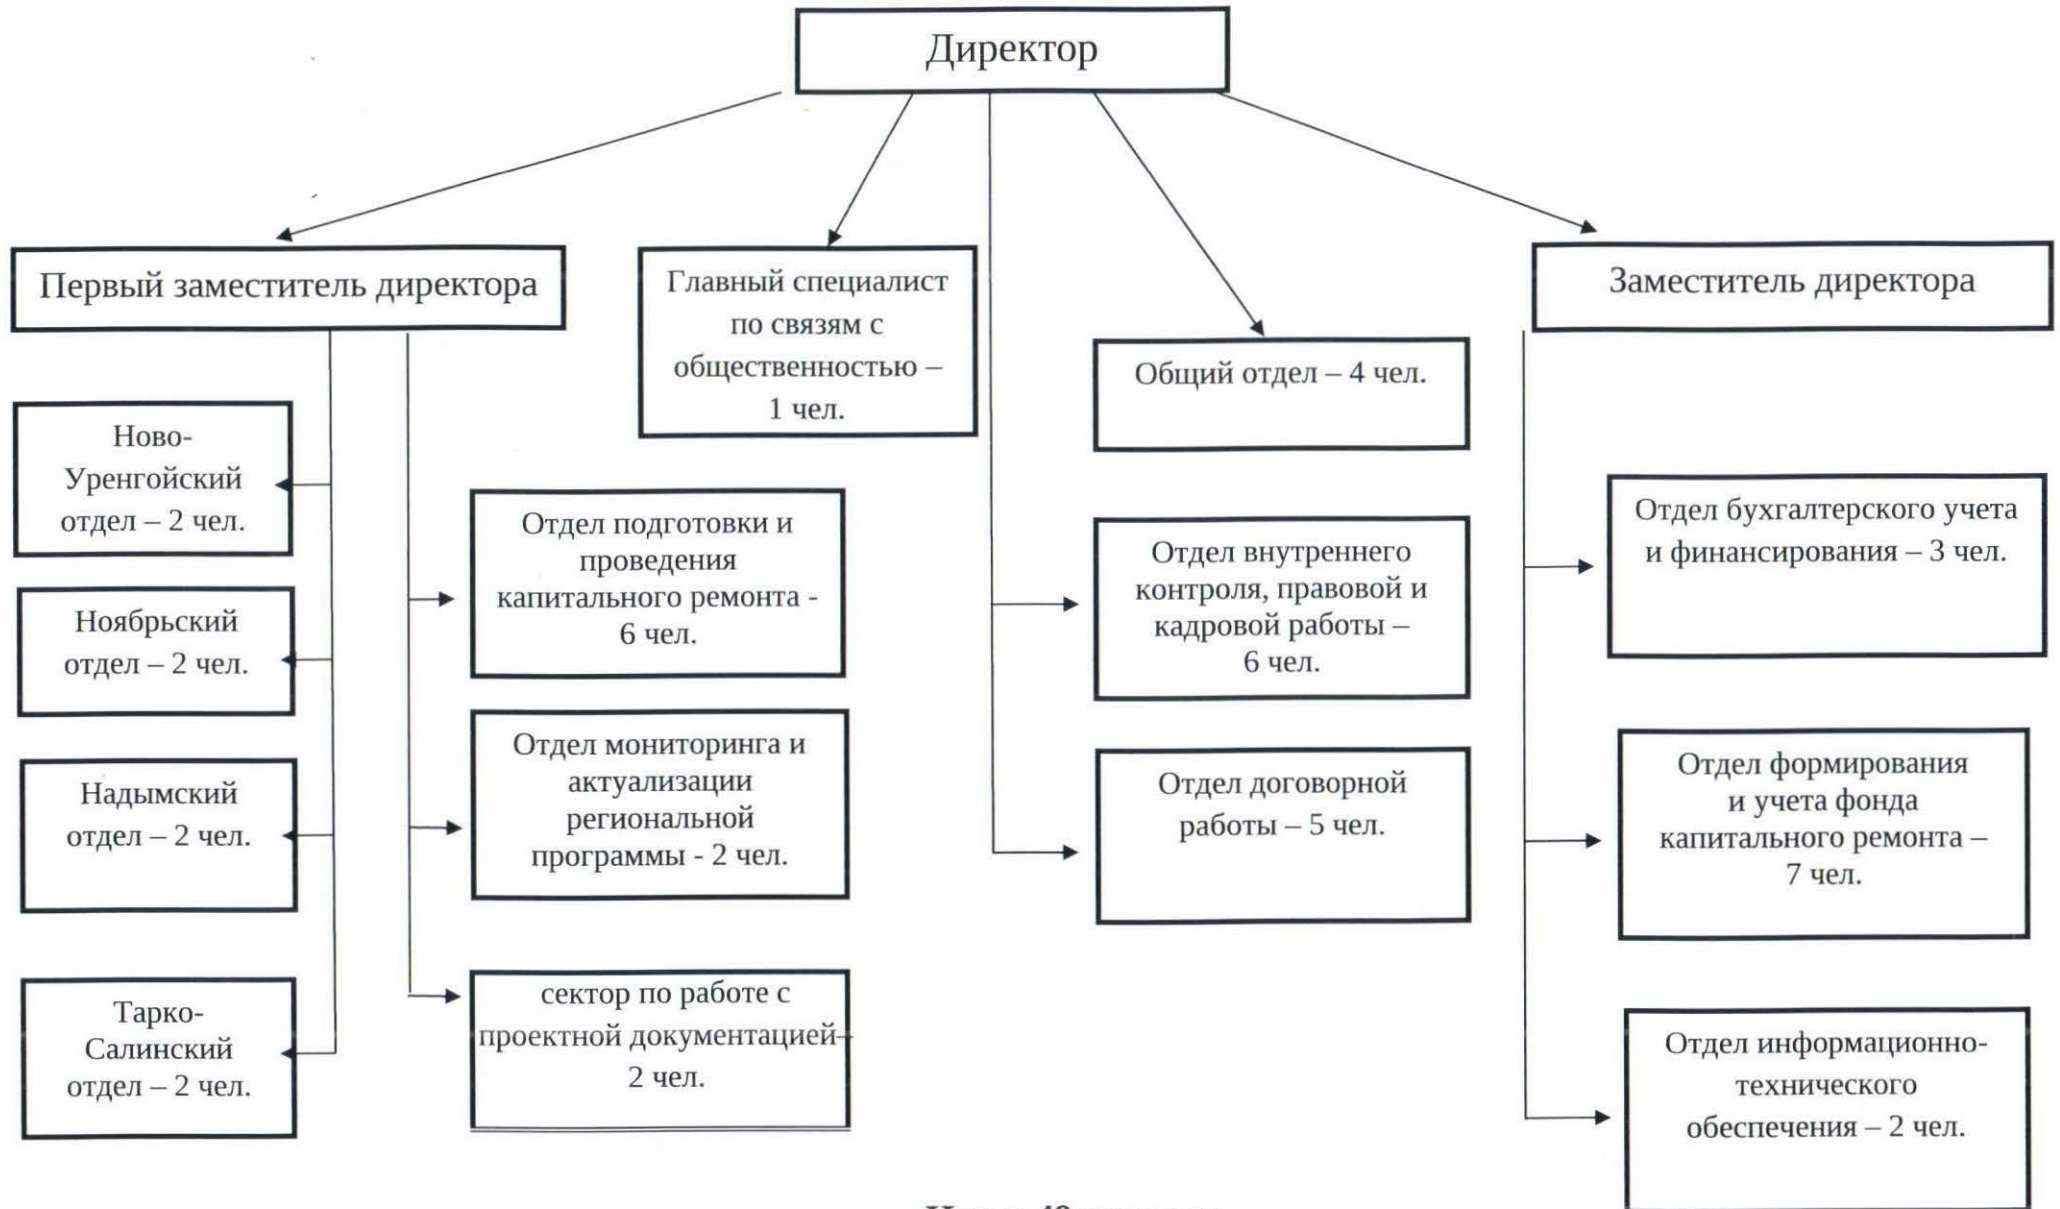 Директор
Первый заместитель директора
Главный специалист
по связям с
общественностью –
1 чел.
Заместитель директора
Общий отдел – 4 чел.
Ново-
Уренгойский
отдел – 2 чел.
Ноябрьский
отдел – 2 чел.
Надымский
отдел – 2 чел.
Тарко-
Салинский
отдел – 2 чел.
Отдел подготовки и
проведения
капитального ремонта -
6 чел.
Отдел мониторинга и
актуализации
региональной
программы - 2 чел.
сектор по работе с
проектной документацией–
2 чел.
Отдел внутреннего
контроля, правовой и
кадровой работы –
6 чел.
Отдел договорной
работы – 5 чел.
Отдел бухгалтерского учета
и финансирования – 3 чел.
Отдел формирования
и учета фонда
капитального ремонта –
7 чел.
Отдел информационно-
технического
обеспечения – 2 чел.